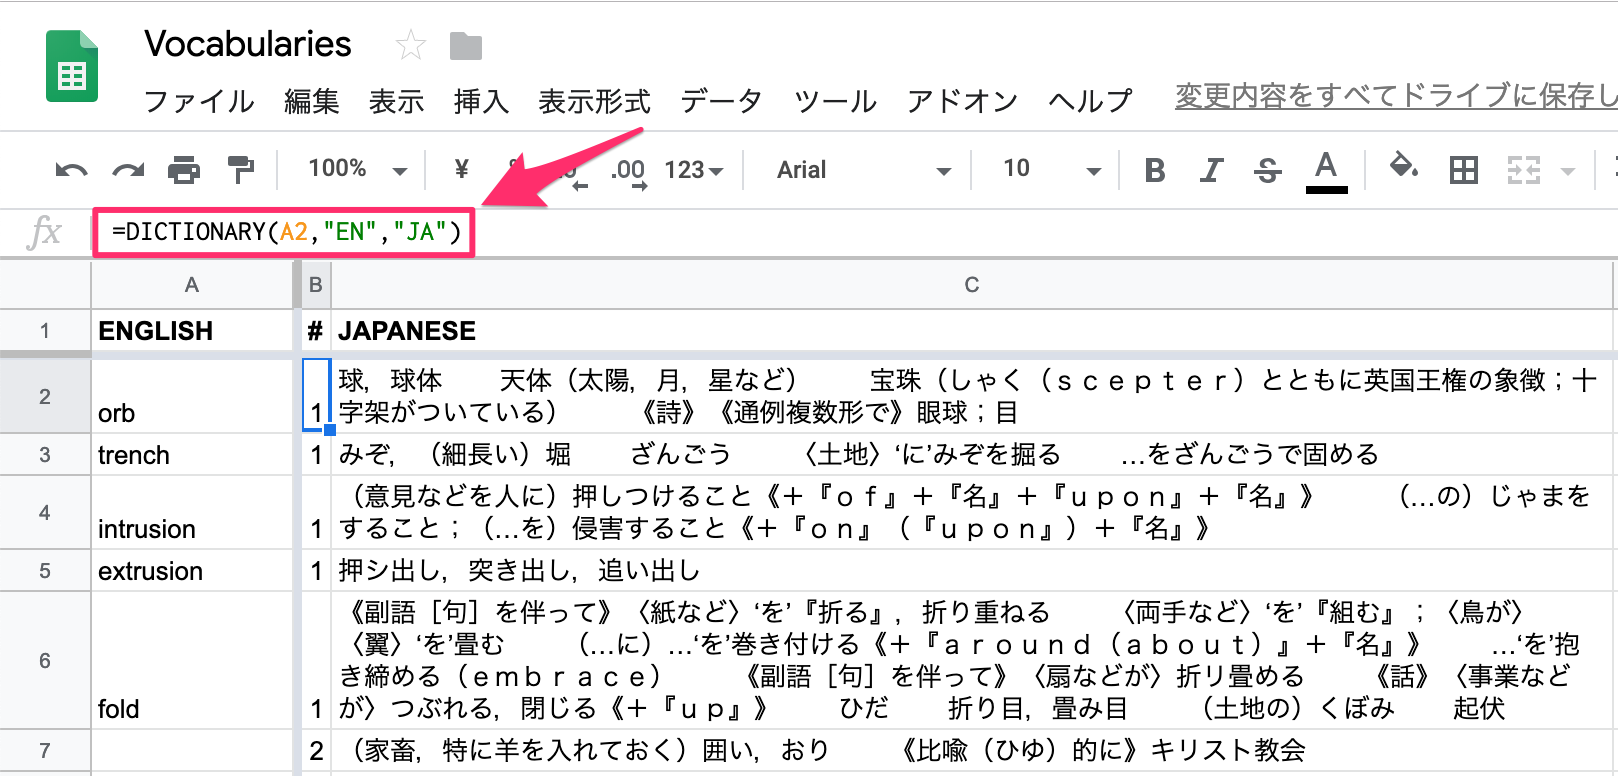 Vocabularies
ファイル 編集 表示 挿入 表示形式 データ ツール アドオン ヘルプ 変更内容をすべてドライブに保存し
100% ¥ .00 123 Arial 10 B I S A
fx =DICTIONARY(A2,"EN","JA")
A B C
1 ENGLISH # JAPANESE
2 orb 1 球，球体　　天体（太陽，月，星など）　　宝珠（しゃく（ｓｃｅｐｔｅｒ）とともに英国王権の象徴；十
字架がついている）　　《詩》《通例複数形で》眼球；目
3 trench 1 みぞ，（細長い）堀　　ざんごう　　〈土地〉‘に’みぞを掘る　　…をざんごうで固める
4 intrusion 1 （意見などを人に）押しつけること《＋『ｏｆ』＋『名』＋『ｕｐｏｎ』＋『名』》　　（…の）じゃまを
すること；（…を）侵害すること《＋『ｏｎ』（『ｕｐｏｎ』）＋『名』》
5 extrusion 1 押シ出し，突き出し，追い出し
6 fold 1 《副語［句］を伴って》〈紙など〉‘を’『折る』，折り重ねる　　〈両手など〉‘を’『組む』；〈鳥が〉
〈翼〉‘を’畳む　　（…に）…‘を’巻き付ける《＋『ａｒｏｕｎｄ（ａｂｏｕｔ）』＋『名』》　　…‘を’抱
き締める（ｅｍｂｒａｃｅ）　　《副語［句］を伴って》〈扇などが〉折リ畳める　　《話》〈事業など
が〉つぶれる，閉じる《＋『ｕｐ』》　　ひだ　　折り目，畳み目　　（土地の）くぼみ　　起伏
7 2 （家畜，特に羊を入れておく）囲い，おり　　《比喩（ひゆ）的に》キリスト教会